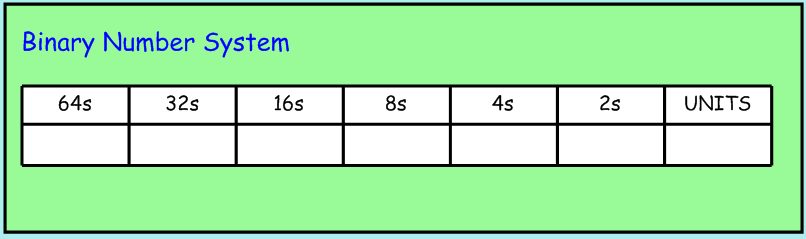 Binary Number System
64s 32s 16s 8s 4s 2s UNITS